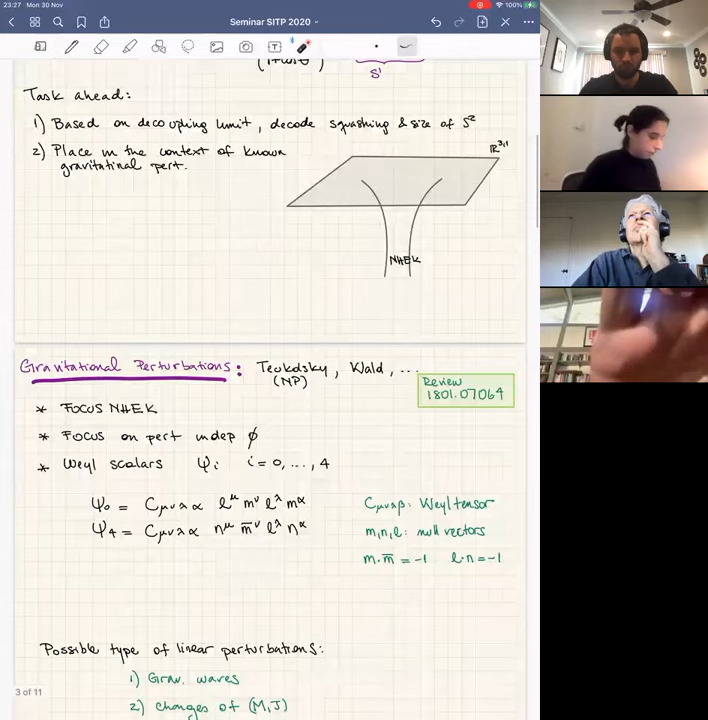 23:27 Mon 30 Nov
100%
Seminar SITP 2020
S¹
Task ahead:
1) Based on decoupling limit, decode squashing & size of S²
2) Place in the context of known
gravitational pert.
ℝ³'¹
NHEK
Gravitational Perturbations: Teukolsky, Wald, ...
(NP)
Review
1801.07064
* FOCUS NHEK
* FOCUS on pert indep ϕ
* Weyl scalars Ψi i = 0, ..., 4
Ψ₀ = Cμνλα lᵘ mᵛ l^λ m^α
Ψ₄ = Cμνλα nᵘ m̄ᵛ l^λ n^α
Cμναβ: Weyl tensor
m,n,l: null vectors
m·m̄ = -1 l·n = -1
Possible type of linear perturbations:
1) Grav. waves
2) changes of (M,J)
3 of 11